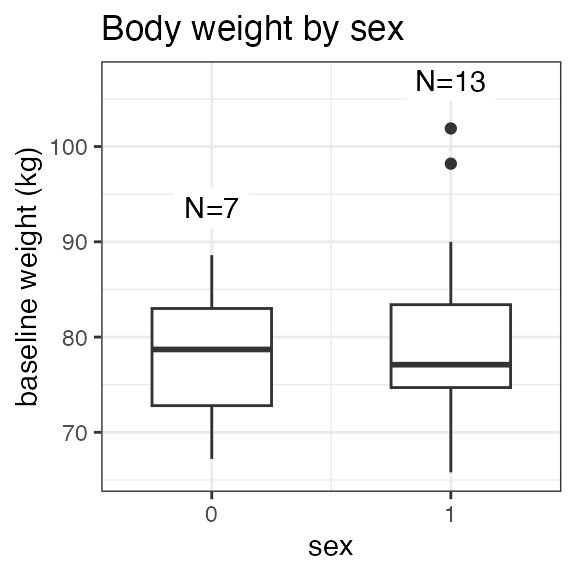 Body weight by sex
N=13
N=7
baseline weight (kg)
100
90
80
70
0 1
sex